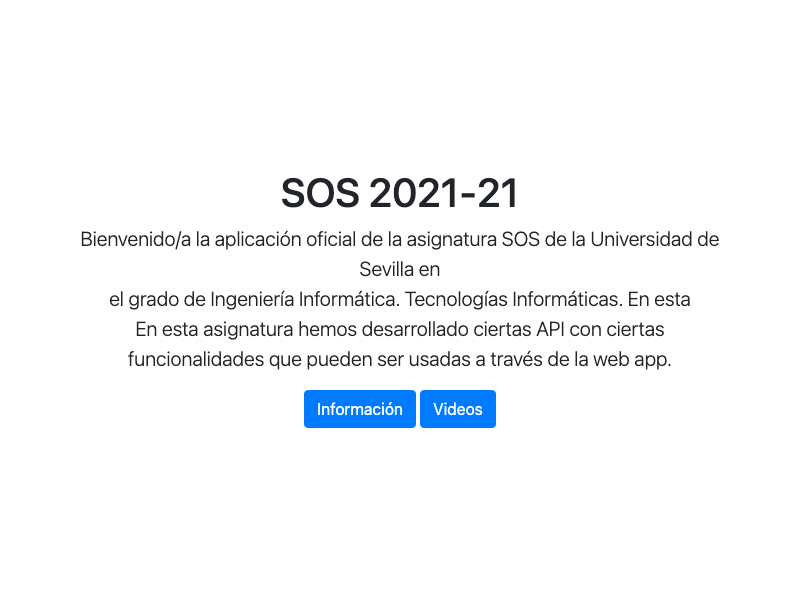 SOS 2021-21
Bienvenido/a la aplicación oficial de la asignatura SOS de la Universidad de
Sevilla en
el grado de Ingeniería Informática. Tecnologías Informáticas. En esta
En esta asignatura hemos desarrollado ciertas API con ciertas
funcionalidades que pueden ser usadas a través de la web app.
Información Videos